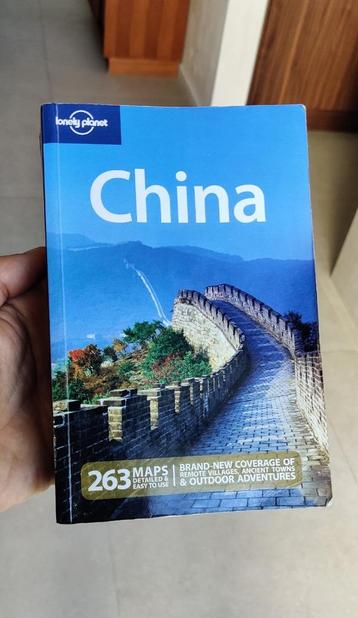 lonely planet
China
263 MAPS
DETAILED &
EASY TO USE
BRAND-NEW COVERAGE OF
REMOTE VILLAGES, ANCIENT TOWNS
& OUTDOOR ADVENTURES